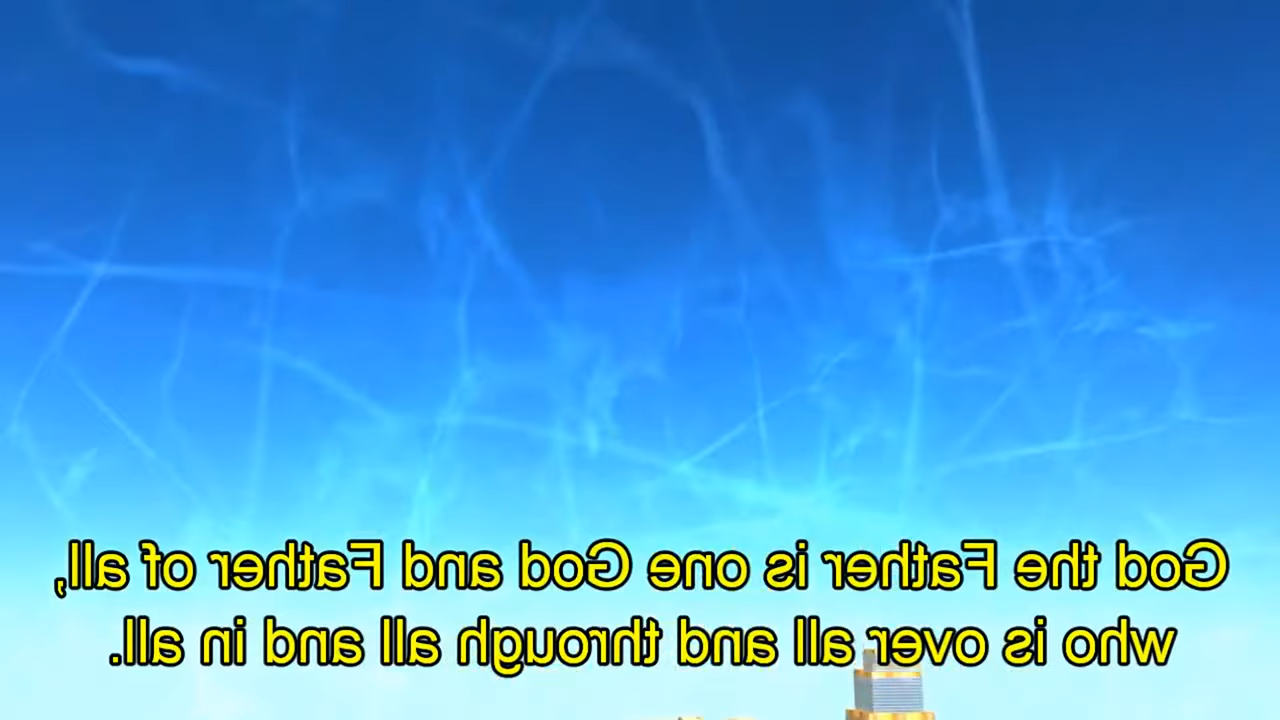 God the Father is one God and Father of all,
who is over all and through all and in all.